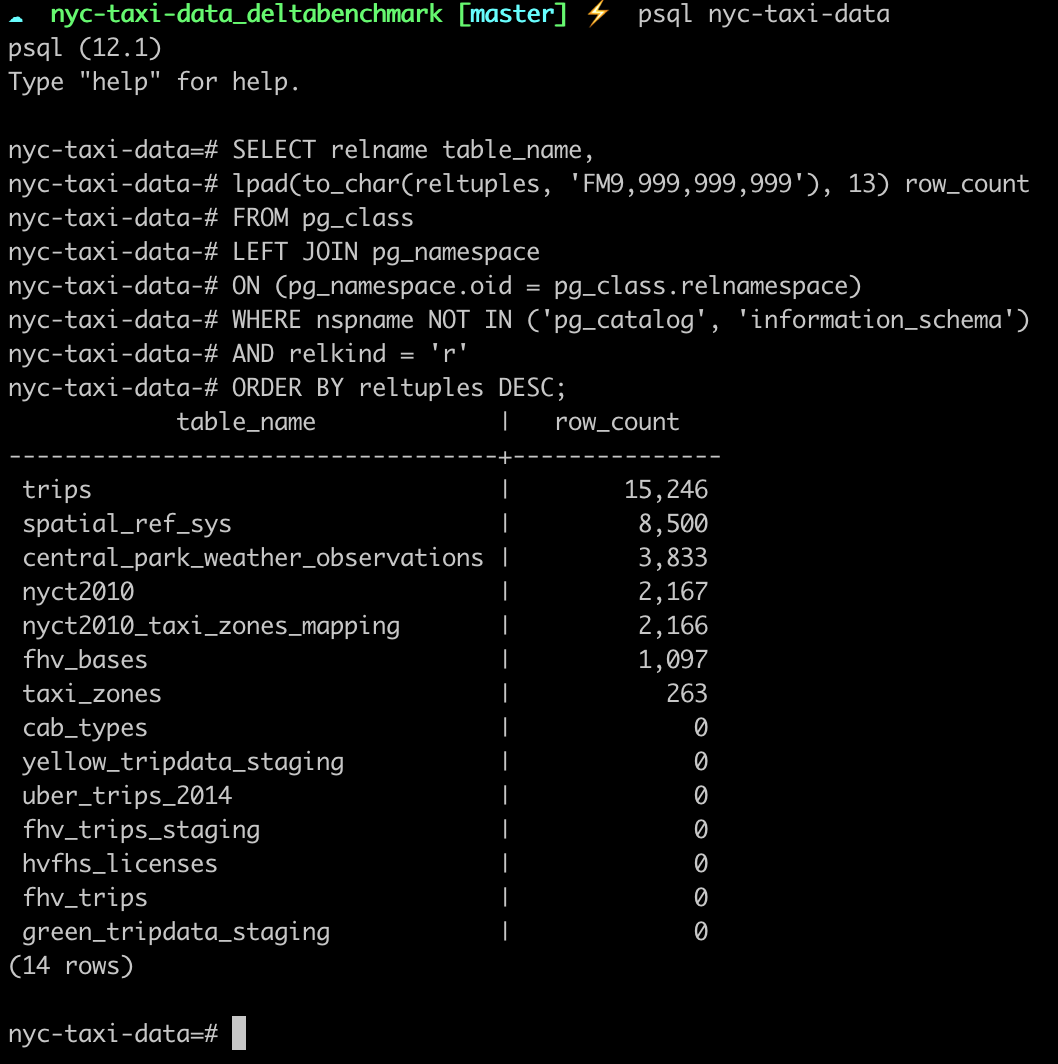 ☁ nyc-taxi-data_deltabenchmark [master] ⚡ psql nyc-taxi-data
psql (12.1)
Type "help" for help.

nyc-taxi-data=# SELECT relname table_name,
nyc-taxi-data-# lpad(to_char(reltuples, 'FM9,999,999,999'), 13) row_count
nyc-taxi-data-# FROM pg_class
nyc-taxi-data-# LEFT JOIN pg_namespace
nyc-taxi-data-# ON (pg_namespace.oid = pg_class.relnamespace)
nyc-taxi-data-# WHERE nspname NOT IN ('pg_catalog', 'information_schema')
nyc-taxi-data-# AND relkind = 'r'
nyc-taxi-data-# ORDER BY reltuples DESC;
            table_name             |   row_count
-----------------------------------+---------------
 trips                             |        15,246
 spatial_ref_sys                   |         8,500
 central_park_weather_observations |         3,833
 nyct2010                          |         2,167
 nyct2010_taxi_zones_mapping       |         2,166
 fhv_bases                         |         1,097
 taxi_zones                        |           263
 cab_types                         |             0
 yellow_tripdata_staging           |             0
 uber_trips_2014                   |             0
 fhv_trips_staging                 |             0
 hvfhs_licenses                    |             0
 fhv_trips                         |             0
 green_tripdata_staging            |             0
(14 rows)

nyc-taxi-data=#